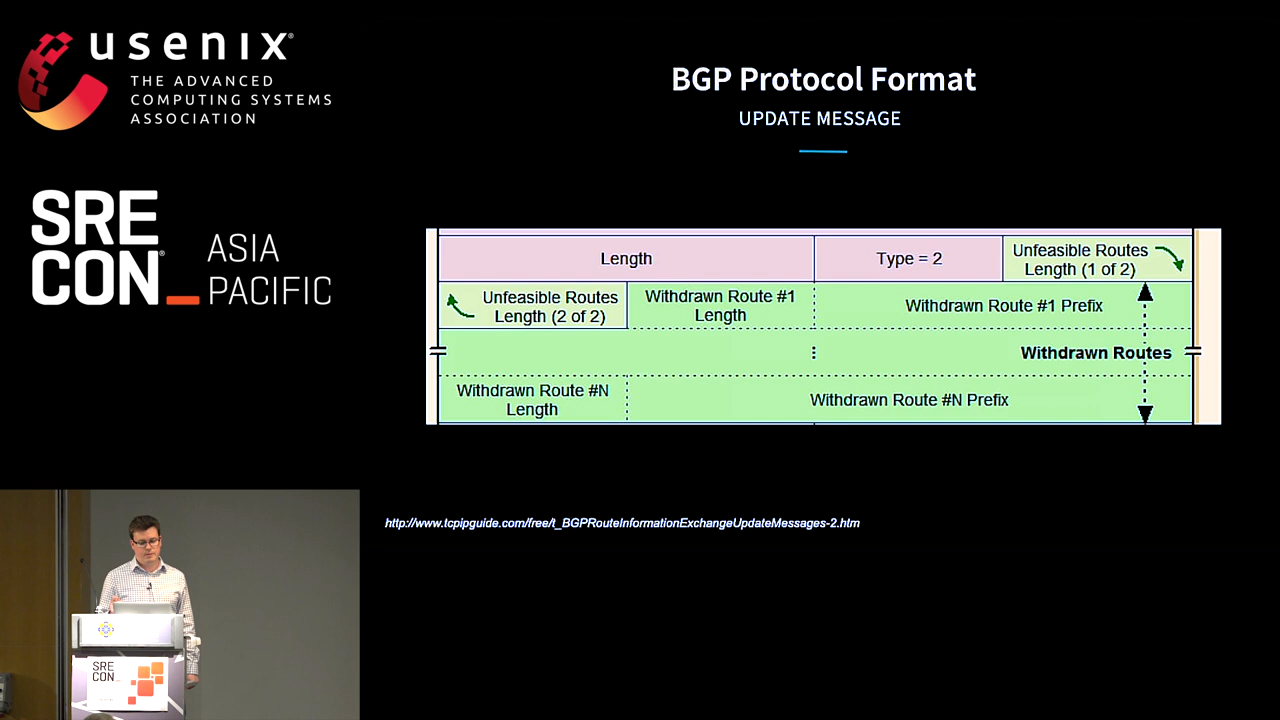 usenix®
THE ADVANCED
COMPUTING SYSTEMS
ASSOCIATION
SRE
CON®_
ASIA
PACIFIC
BGP Protocol Format
UPDATE MESSAGE
Length
Type = 2
Unfeasible Routes
Length (1 of 2)
Unfeasible Routes
Length (2 of 2)
Withdrawn Route #1
Length
Withdrawn Route #1 Prefix
Withdrawn Routes
Withdrawn Route #N
Length
Withdrawn Route #N Prefix
http://www.tcpipguide.com/free/t_BGPRouteInformationExchangeUpdateMessages-2.htm
SRE
CON_